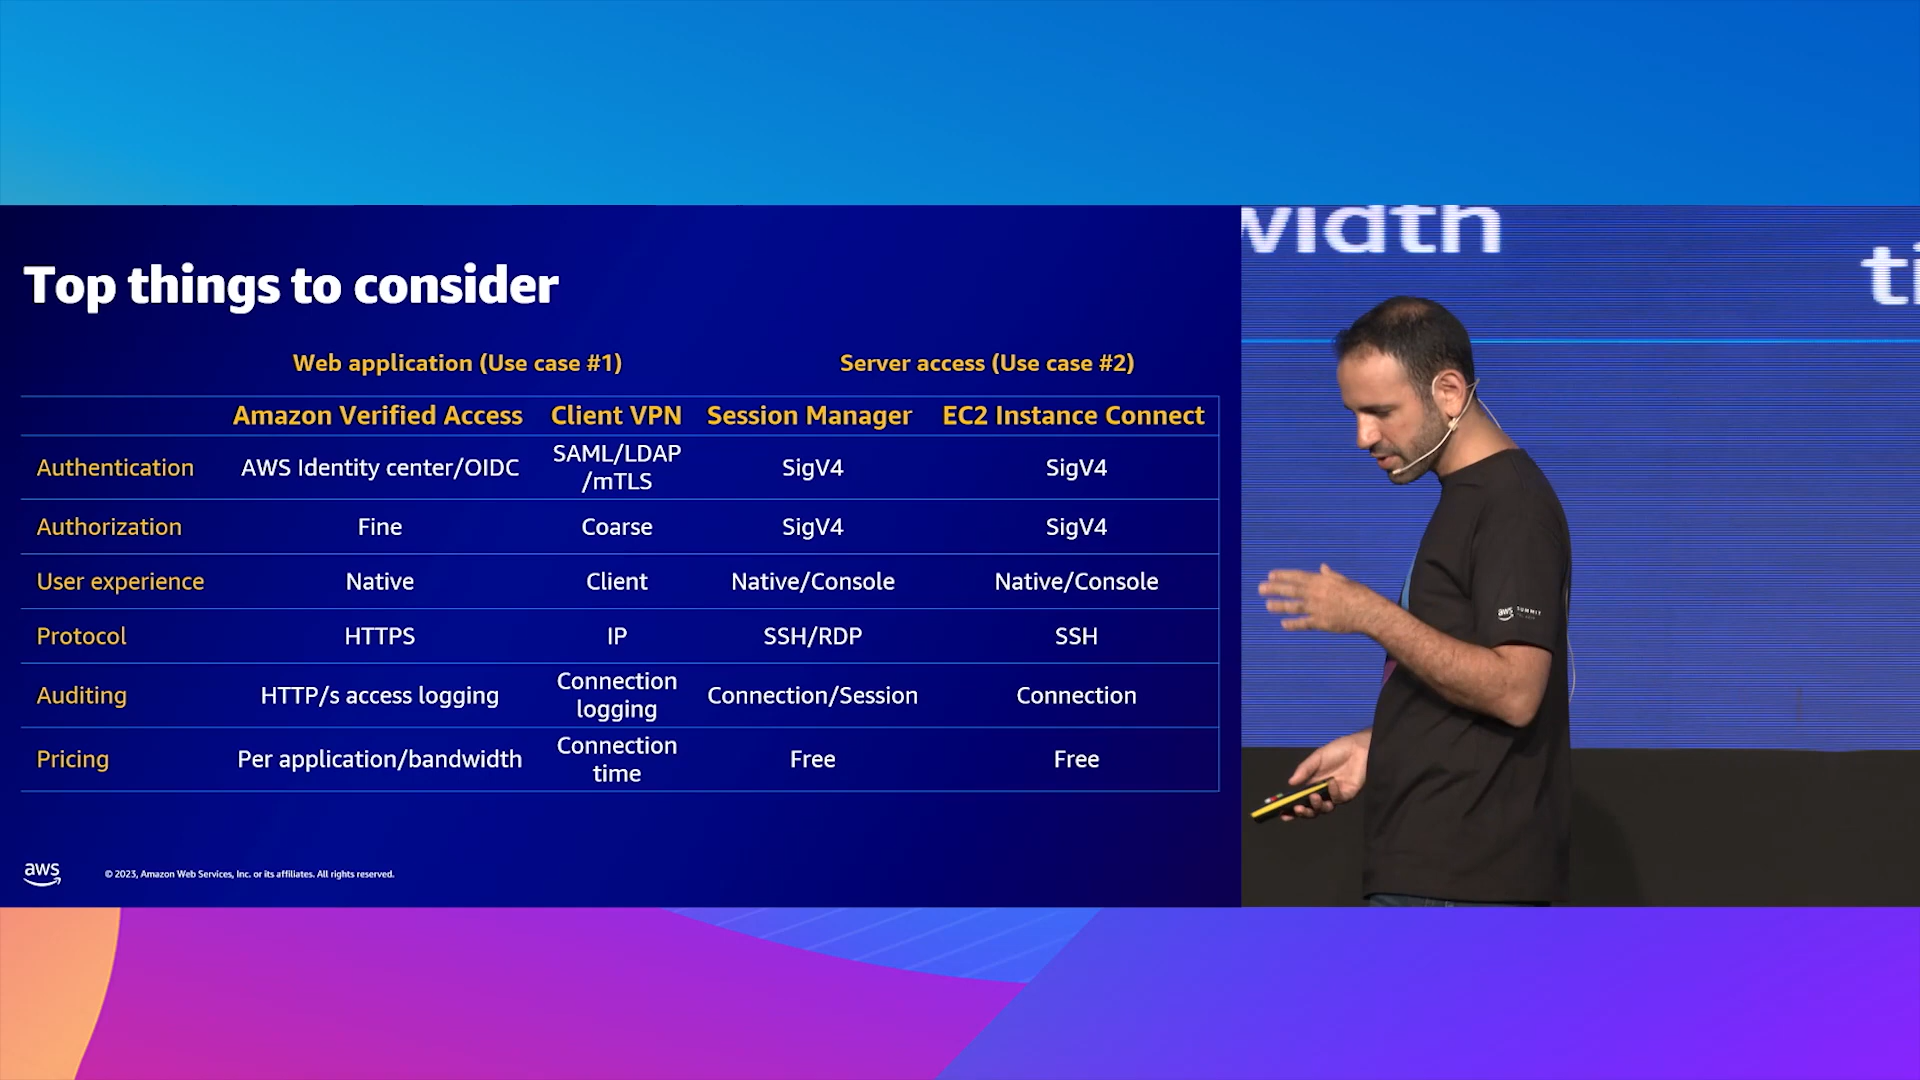 Top things to consider
Web application (Use case #1) Server access (Use case #2)
Amazon Verified Access Client VPN Session Manager EC2 Instance Connect
Authentication AWS Identity center/OIDC SAML/LDAP /mTLS SigV4 SigV4
Authorization Fine Coarse SigV4 SigV4
User experience Native Client Native/Console Native/Console
Protocol HTTPS IP SSH/RDP SSH
Auditing HTTP/s access logging Connection logging Connection/Session Connection
Pricing Per application/bandwidth Connection time Free Free
aws
© 2023, Amazon Web Services, Inc. or its affiliates. All rights reserved.
width
ti
aws SUMMIT